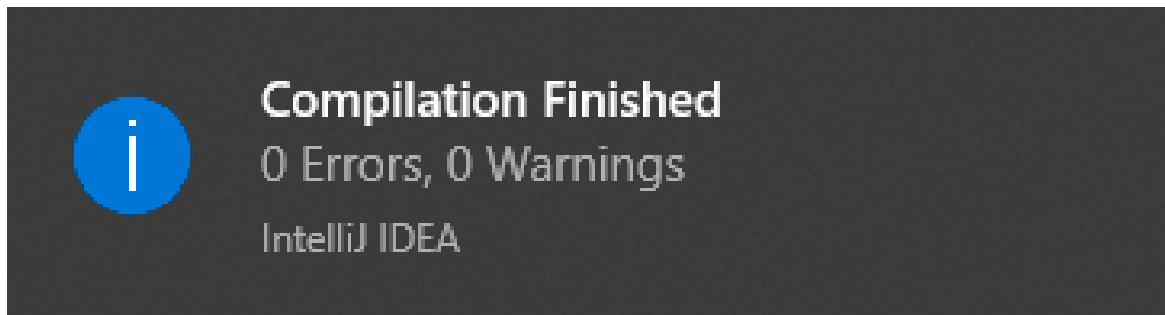 Compilation Finished
0 Errors, 0 Warnings
IntelliJ IDEA